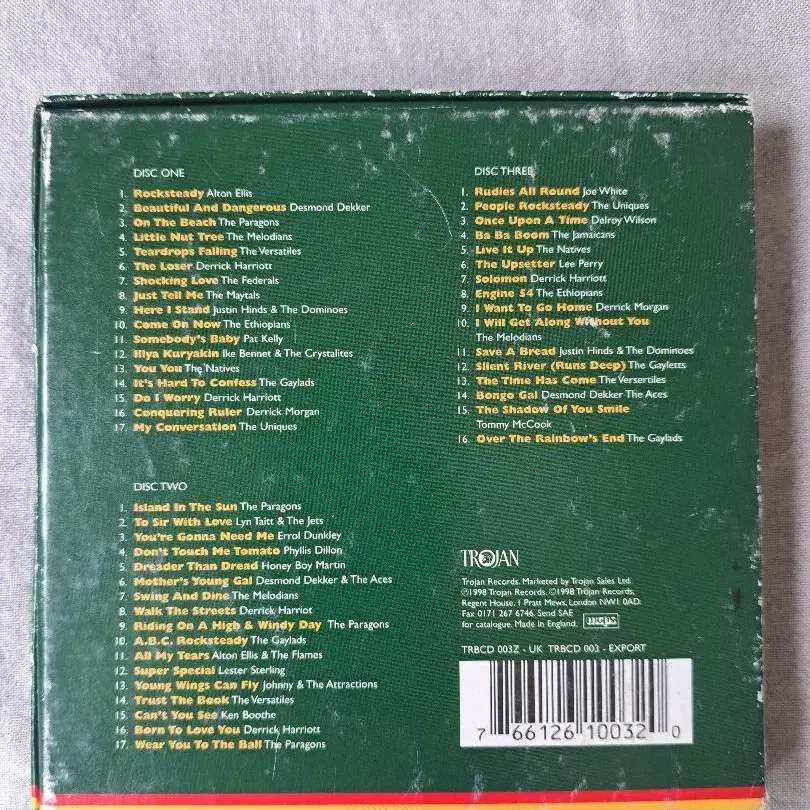 DISC ONE
1. Rocksteady Alton Ellis
2. Beautiful And Dangerous Desmond Dekker
3. On The Beach The Paragons
4. Little Nut Tree The Melodians
5. Teardrops Falling The Versatiles
6. The Loser Derrick Harriott
7. Shocking Love The Federals
8. Just Tell Me The Maytals
9. Here I Stand Justin Hinds & The Dominoes
10. Come On Now The Ethiopians
11. Somebody's Baby Pat Kelly
12. Illya Kuryakin Ike Bennet & The Crystalites
13. You You The Natives
14. It's Hard To Confess The Gaylads
15. Do I Worry Derrick Harriott
16. Conquering Ruler Derrick Morgan
17. My Conversation The Uniques
DISC TWO
1. Island In The Sun The Paragons
2. To Sir With Love Lyn Taitt & The Jets
3. You're Gonna Need Me Errol Dunkley
4. Don't Touch Me Tomato Phyllis Dillon
5. Dreader Than Dread Honey Boy Martin
6. Mother's Young Gal Desmond Dekker & The Aces
7. Swing And Dine The Melodians
8. Walk The Streets Derrick Harriot
9. Riding On A High & Windy Day The Paragons
10. A.B.C. Rocksteady The Gaylads
11. All My Tears Alton Ellis & The Flames
12. Super Special Lester Sterling
13. Young Wings Can Fly Johnny & The Attractions
14. Trust The Book The Versatiles
15. Can't You See Ken Boothe
16. Born To Love You Derrick Harriott
17. Wear You To The Ball The Paragons
DISC THREE
1. Rudies All Round Joe White
2. People Rocksteady The Uniques
3. Once Upon A Time Delroy Wilson
4. Ba Ba Boom The Jamaicans
5. Live It Up The Natives
6. The Upsetter Lee Perry
7. Solomon Derrick Harriott
8. Engine 54 The Ethiopians
9. I Want To Go Home Derrick Morgan
10. I Will Get Along Without You
The Melodians
11. Save A Bread Justin Hinds & The Dominoes
12. Silent River (Runs Deep) The Gayletts
13. The Time Has Come The Versertiles
14. Bongo Gal Desmond Dekker The Aces
15. The Shadow Of You Smile
Tommy McCook
16. Over The Rainbow's End The Gaylads
TROJAN
Trojan Records. Marketed by Trojan Sales Ltd.
℗1998 Trojan Records. ©1998 Trojan Records,
Regent House, 1 Pratt Mews, London NW1 0AD.
Fax 0171 267 6746. Send SAE
for catalogue. Made in England. mcps
TRBCD 003Z - UK TRBCD 003 - EXPORT
7 66126 10032 0